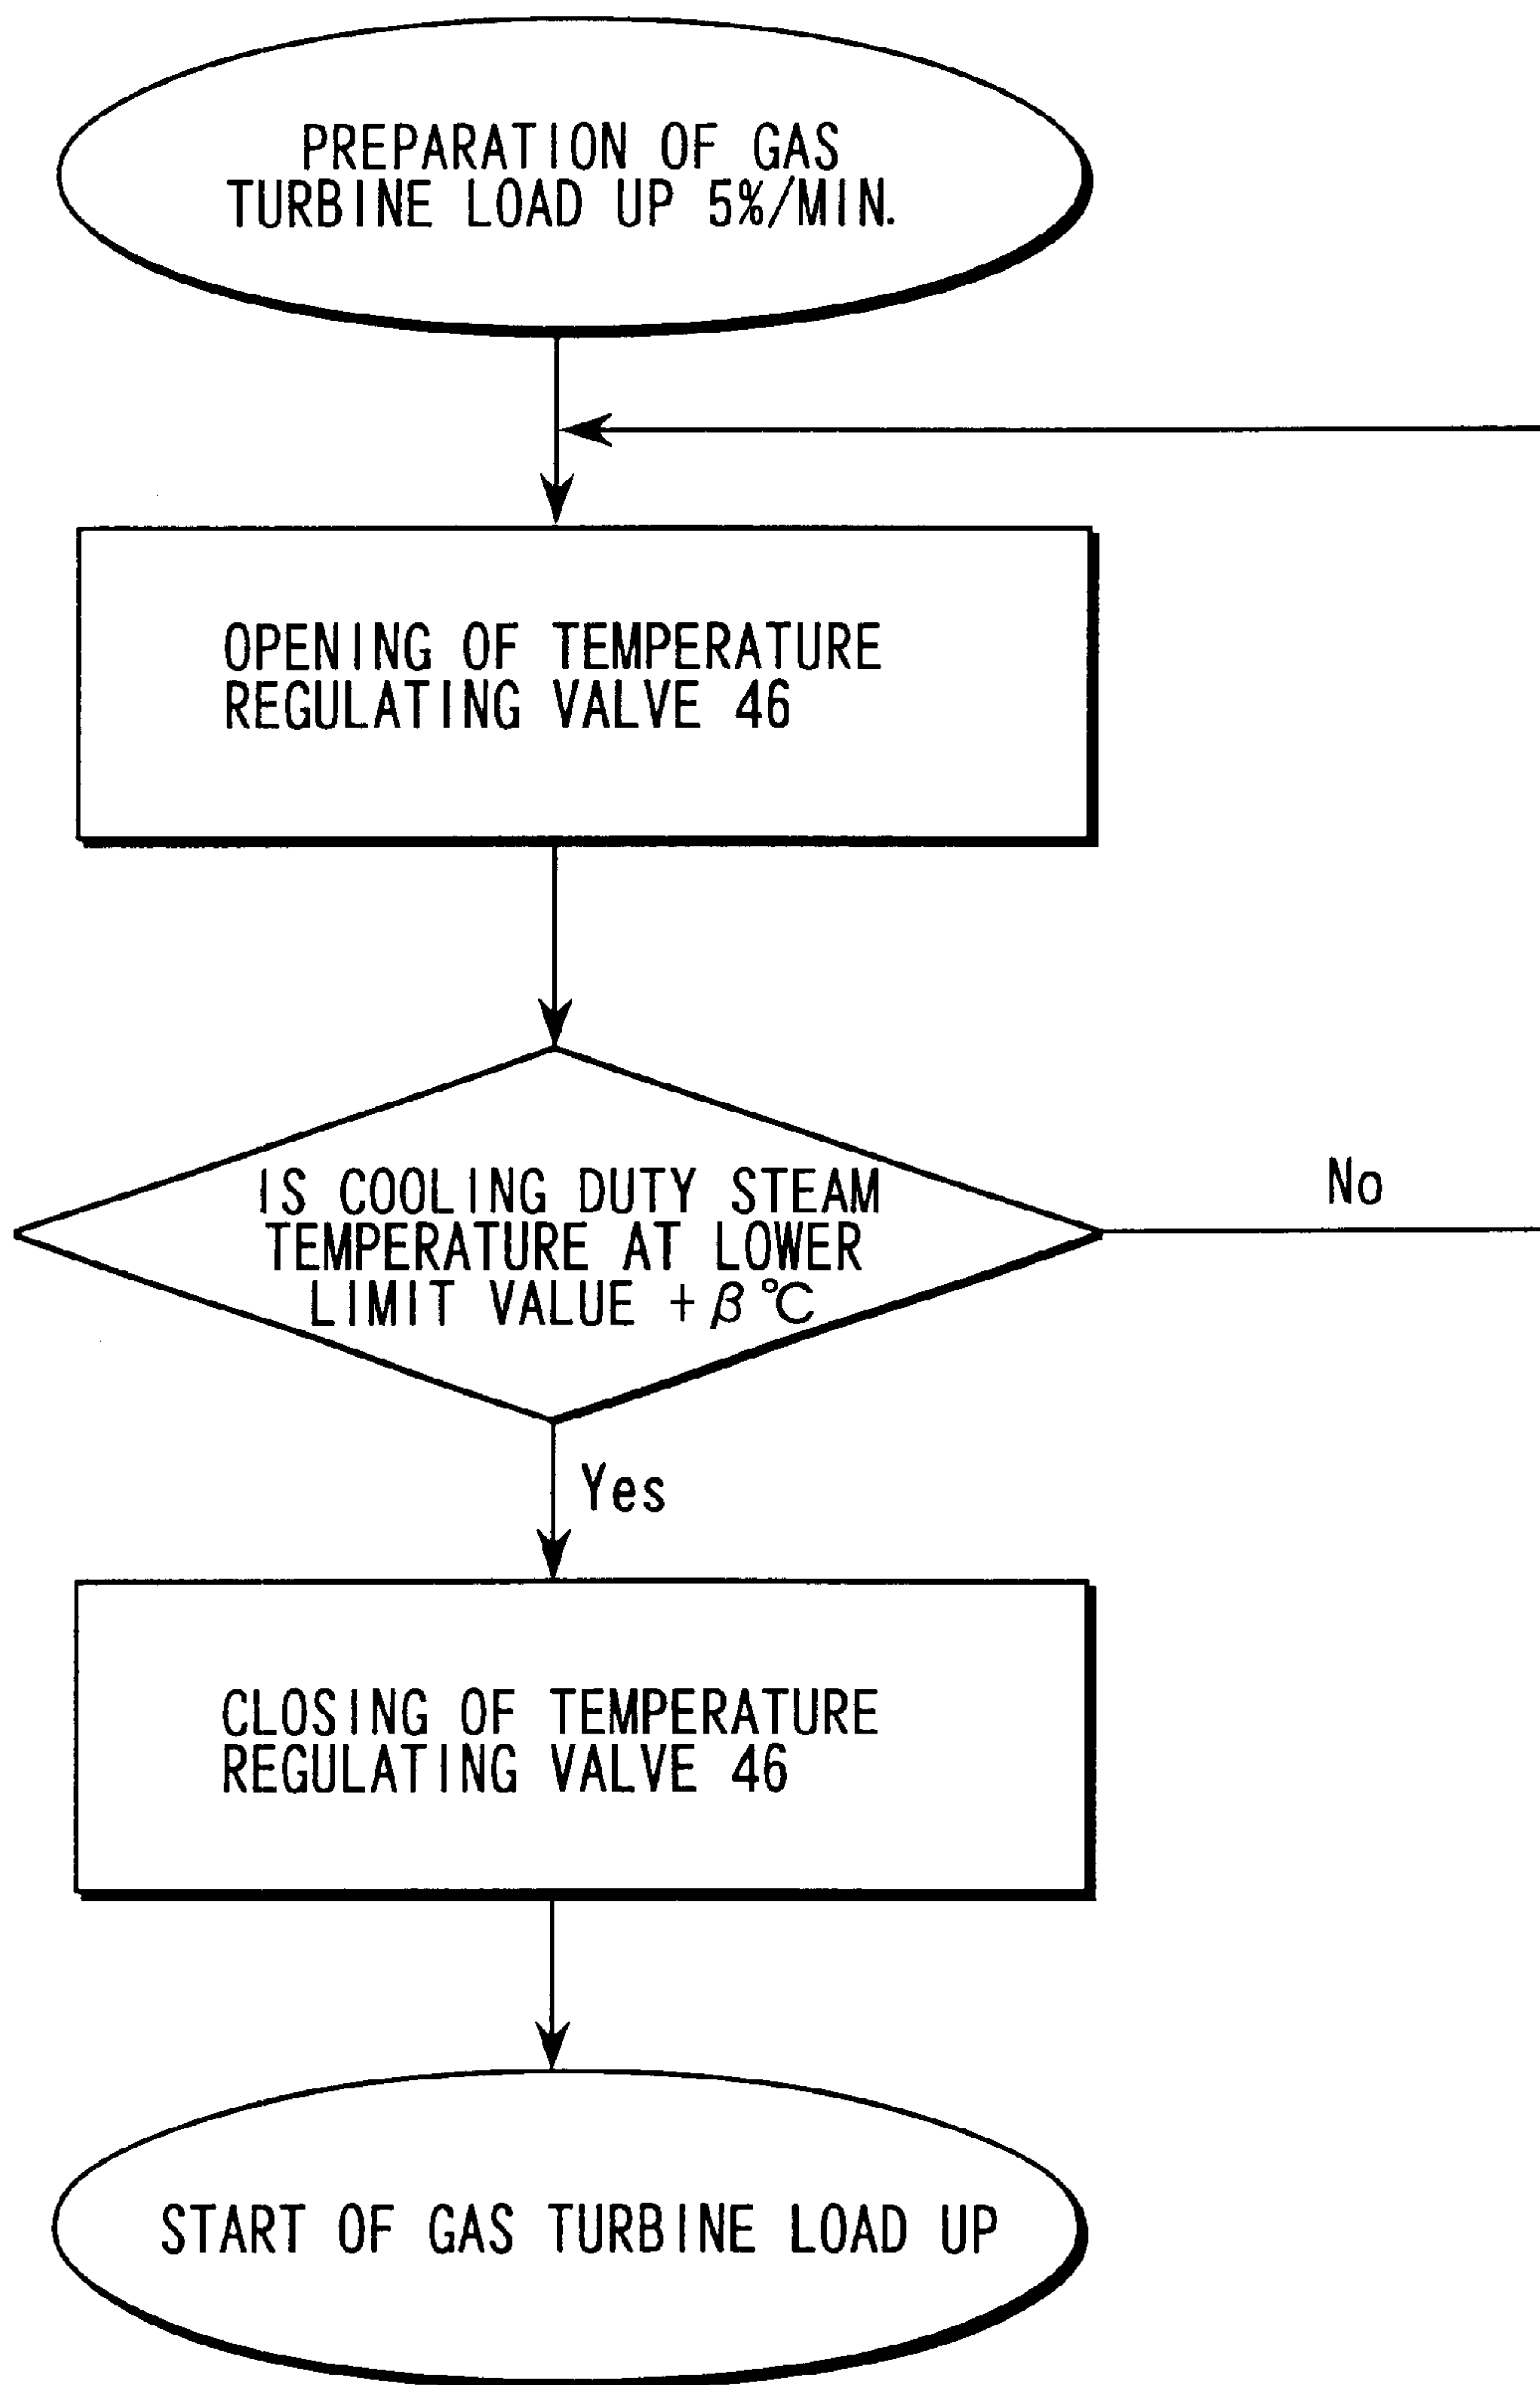 PREPARATION OF GAS
TURBINE LOAD UP 5%/MIN.
OPENING OF TEMPERATURE
REGULATING VALVE 46
IS COOLING DUTY STEAM
TEMPERATURE AT LOWER
LIMIT VALUE +β℃
No
Yes
CLOSING OF TEMPERATURE
REGULATING VALVE 46
START OF GAS TURBINE LOAD UP